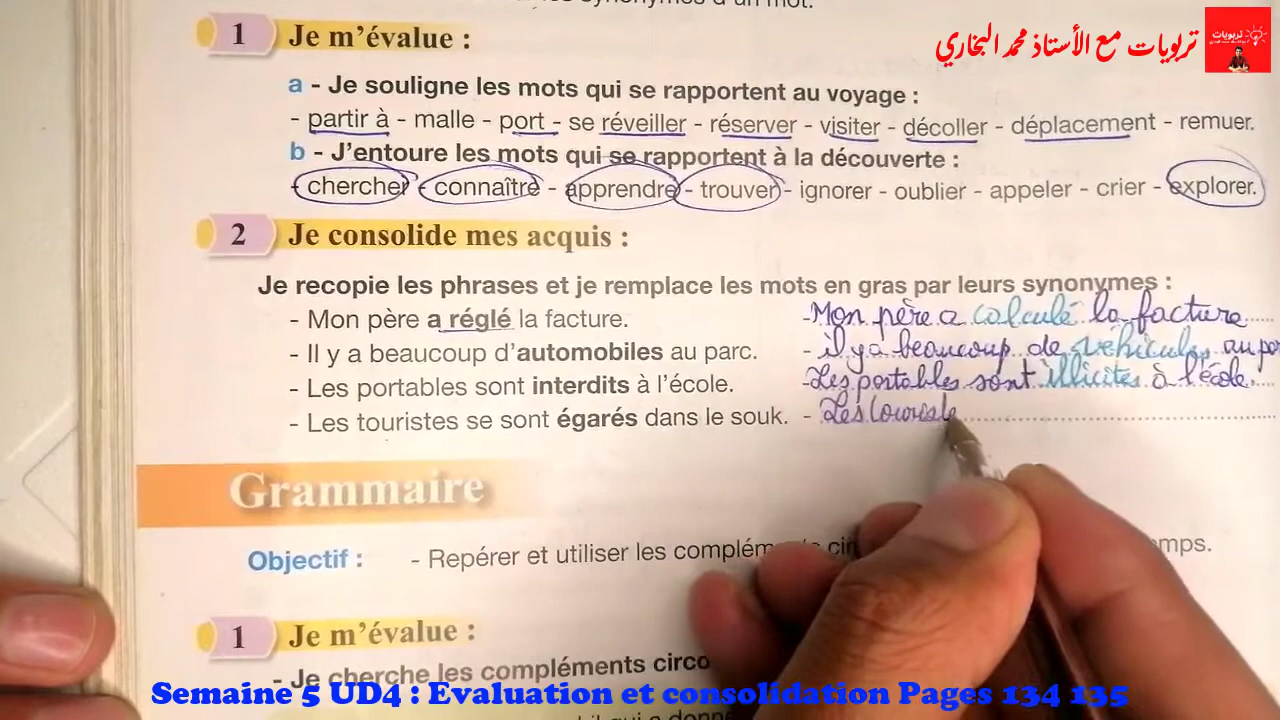 les synonymes d'un mot.
تربويات مع الأستاذ محمد البخاري
تربويات
1 Je m'évalue :
a - Je souligne les mots qui se rapportent au voyage :
- partir à - malle - port - se réveiller - réserver - visiter - décoller - déplacement - remuer.
b - J'entoure les mots qui se rapportent à la découverte :
- chercher - connaître - apprendre - trouver - ignorer - oublier - appeler - crier - explorer.
2 Je consolide mes acquis :
Je recopie les phrases et je remplace les mots en gras par leurs synonymes :
- Mon père a réglé la facture. - Mon père a calculé la facture
- Il y a beaucoup d'automobiles au parc. - il y a beaucoup de véhicules au
- Les portables sont interdits à l'école. - Les portables sont illicites à l'école.
- Les touristes se sont égarés dans le souk. - Les touriste
Grammaire
Objectif : - Repérer et utiliser les complém
1 Je m'évalue :
- Je cherche les compléments circo
Semaine 5 UD4 : Evaluation et consolidation Pages 134 135